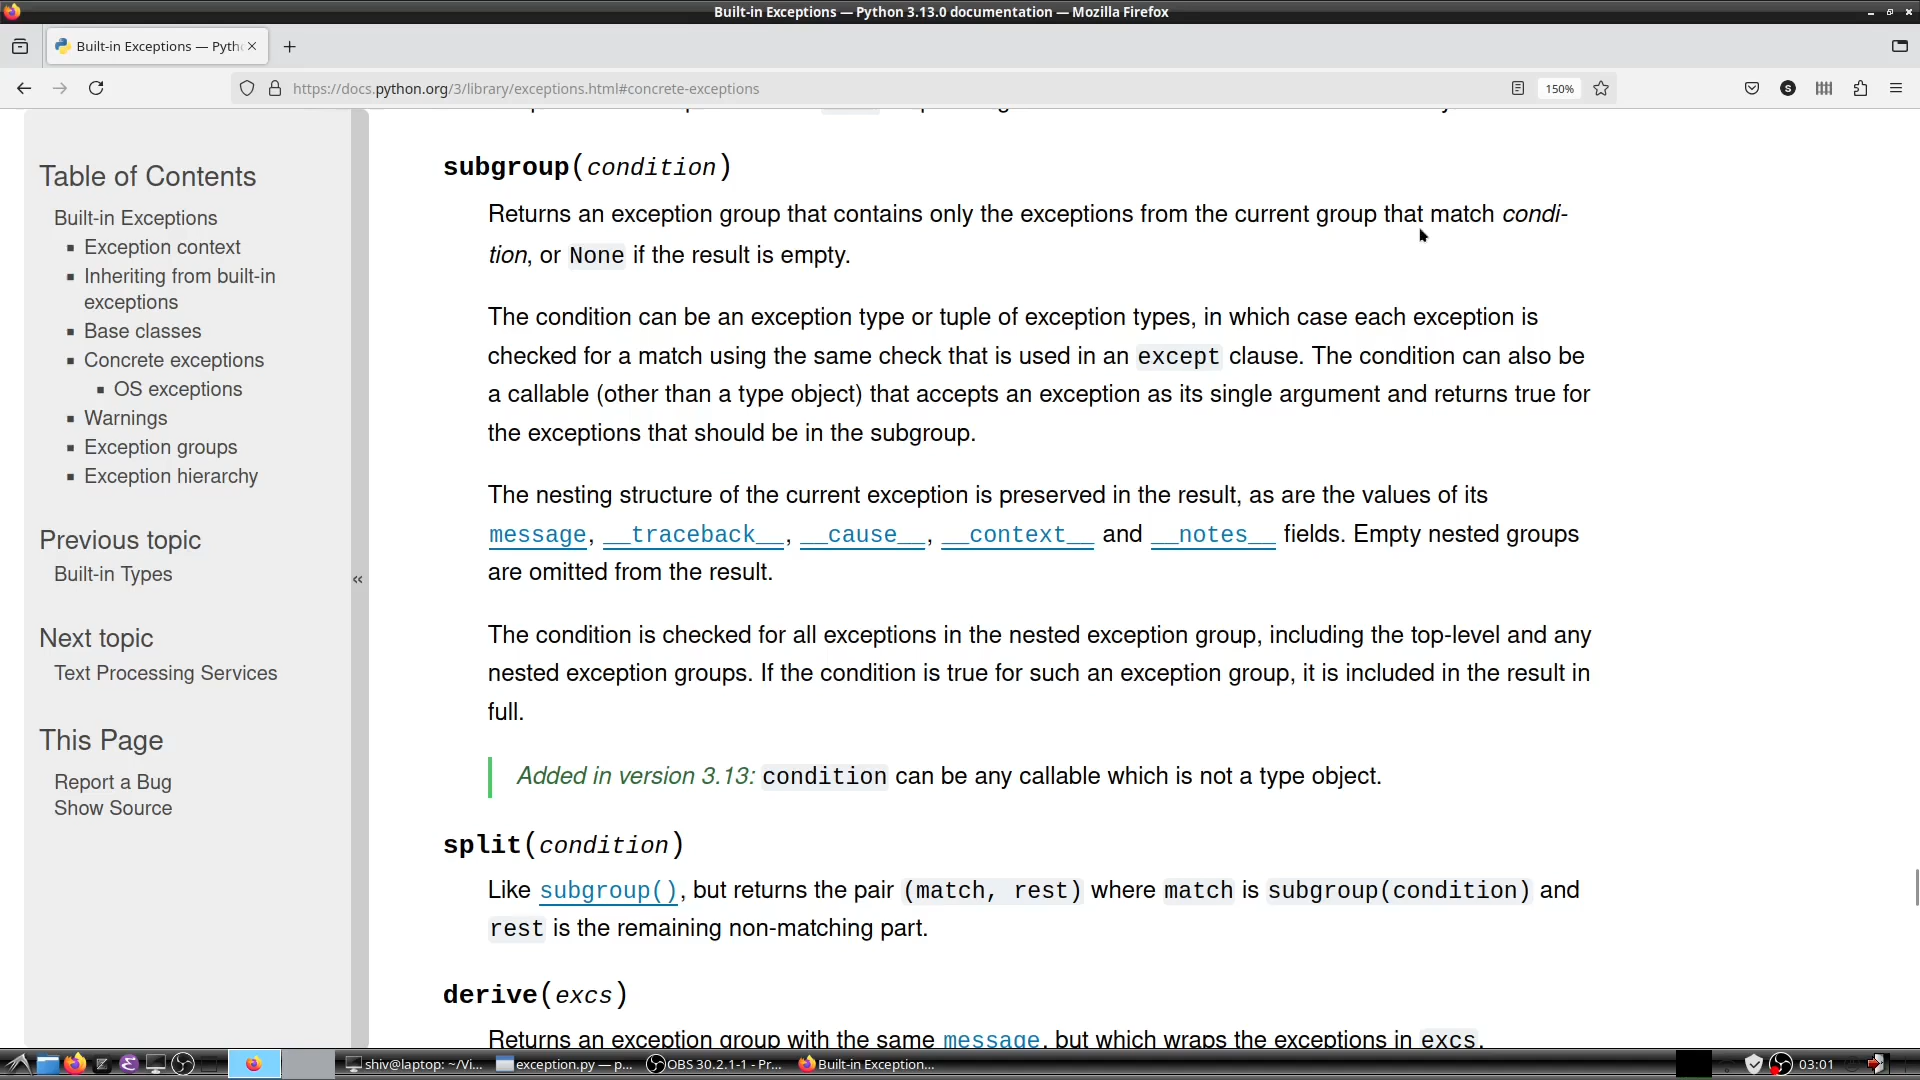 Built-in Exceptions — Python 3.13.0 documentation — Mozilla Firefox
Built-in Exceptions — Pyth
https://docs.python.org/3/library/exceptions.html#concrete-exceptions
150%
S
Table of Contents
Built-in Exceptions
Exception context
Inheriting from built-in
exceptions
Base classes
Concrete exceptions
OS exceptions
Warnings
Exception groups
Exception hierarchy
Previous topic
Built-in Types
Next topic
Text Processing Services
This Page
Report a Bug
Show Source
«
subgroup(condition)
Returns an exception group that contains only the exceptions from the current group that match condi-
tion, or None if the result is empty.
The condition can be an exception type or tuple of exception types, in which case each exception is
checked for a match using the same check that is used in an except clause. The condition can also be
a callable (other than a type object) that accepts an exception as its single argument and returns true for
the exceptions that should be in the subgroup.
The nesting structure of the current exception is preserved in the result, as are the values of its
message, __traceback__, __cause__, __context__ and __notes__ fields. Empty nested groups
are omitted from the result.
The condition is checked for all exceptions in the nested exception group, including the top-level and any
nested exception groups. If the condition is true for such an exception group, it is included in the result in
full.
Added in version 3.13: condition can be any callable which is not a type object.
split(condition)
Like subgroup(), but returns the pair (match, rest) where match is subgroup(condition) and
rest is the remaining non-matching part.
derive(excs)
Returns an exception group with the same message, but which wraps the exceptions in excs.
shiv@laptop: ~/Vi...
exception.py — p...
OBS 30.2.1-1 - Pr...
Built-in Exception...
03:01